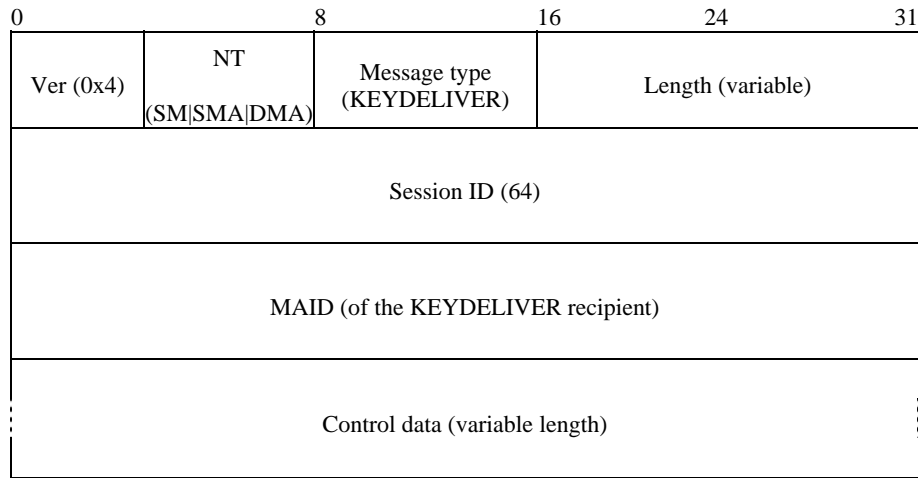 0 8 16 24 31
Ver (0x4)
NT
(SM|SMA|DMA)
Message type
(KEYDELIVER)
Length (variable)
Session ID (64)
MAID (of the KEYDELIVER recipient)
Control data (variable length)